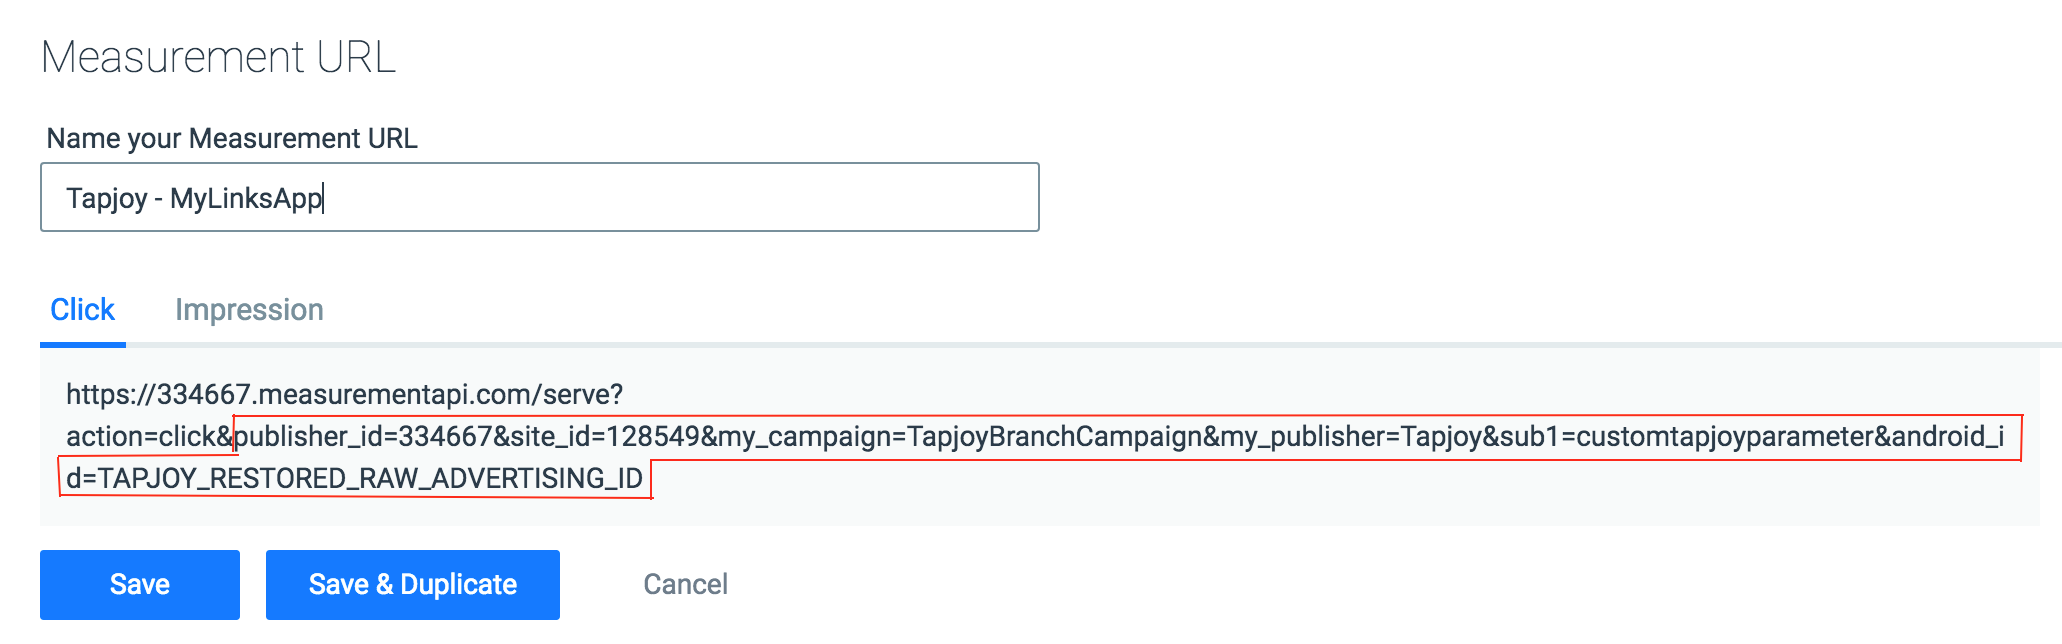 Measurement URL
Name your Measurement URL
Tapjoy - MyLinksApp
Click Impression
https://334667.measurementapi.com/serve?
action=click&publisher_id=334667&site_id=128549&my_campaign=TapjoyBranchCampaign&my_publisher=Tapjoy&sub1=customtapjoyparameter&android_i
d=TAPJOY_RESTORED_RAW_ADVERTISING_ID
Save Save & Duplicate Cancel